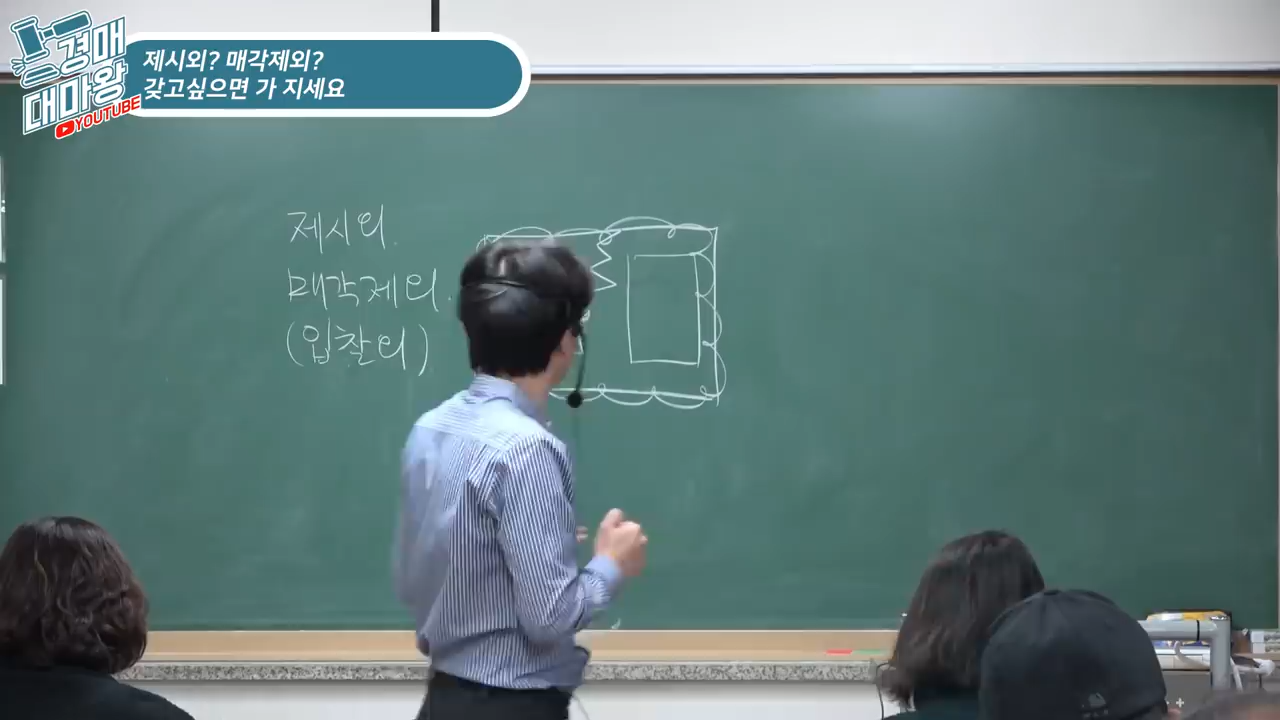 경매
대마왕
YOUTUBE
제시외? 매각제외?
갖고싶으면 가 지세요
제시외.
매각제외.
(입찰외)